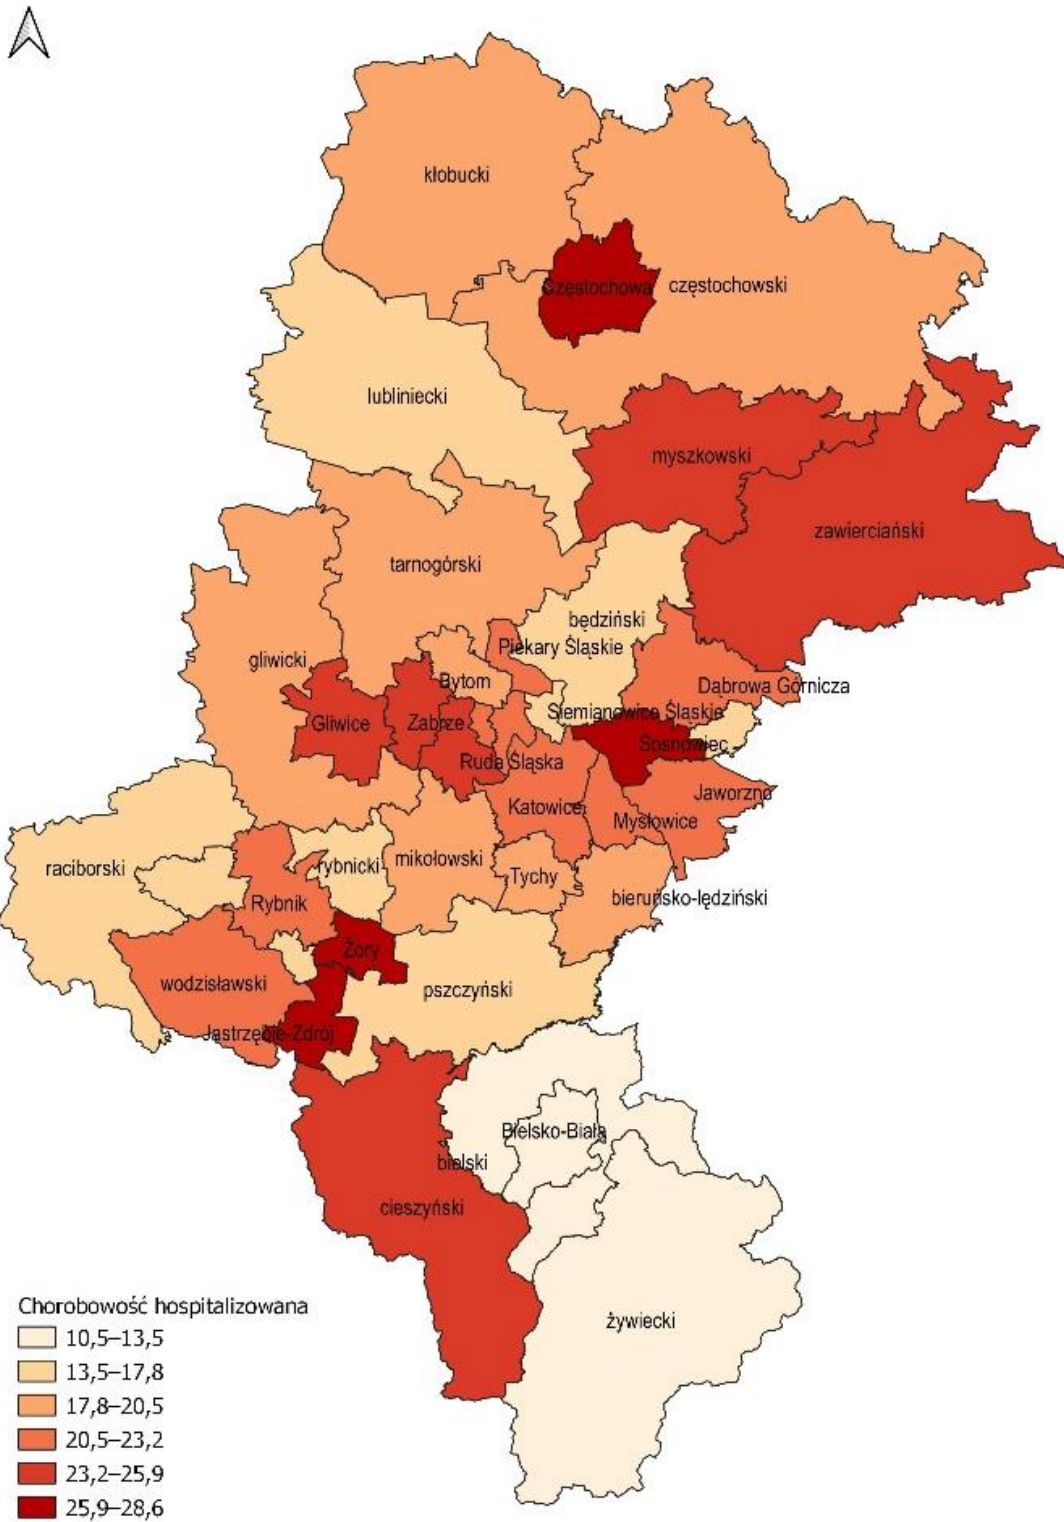 kłobucki
Częstochowa
częstochowski
lubliniecki
myszkowski
zawierciański
tarnogórski
będziński
Piekary Śląskie
gliwicki
Bytom
Dąbrowa Górnicza
Siemianowice Śląskie
Gliwice
Zabrze
Sosnowiec
Ruda Śląska
Jaworzno
Katowice
Mysłowice
mikołowski
rybnicki
raciborski
Tychy
bieruńsko-lędziński
Rybnik
Żory
wodzisławski
pszczyński
Jastrzębie-Zdrój
Bielsko-Biała
bielski
cieszyński
żywiecki
Chorobowość hospitalizowana
10,5–13,5
13,5–17,8
17,8–20,5
20,5–23,2
23,2–25,9
25,9–28,6